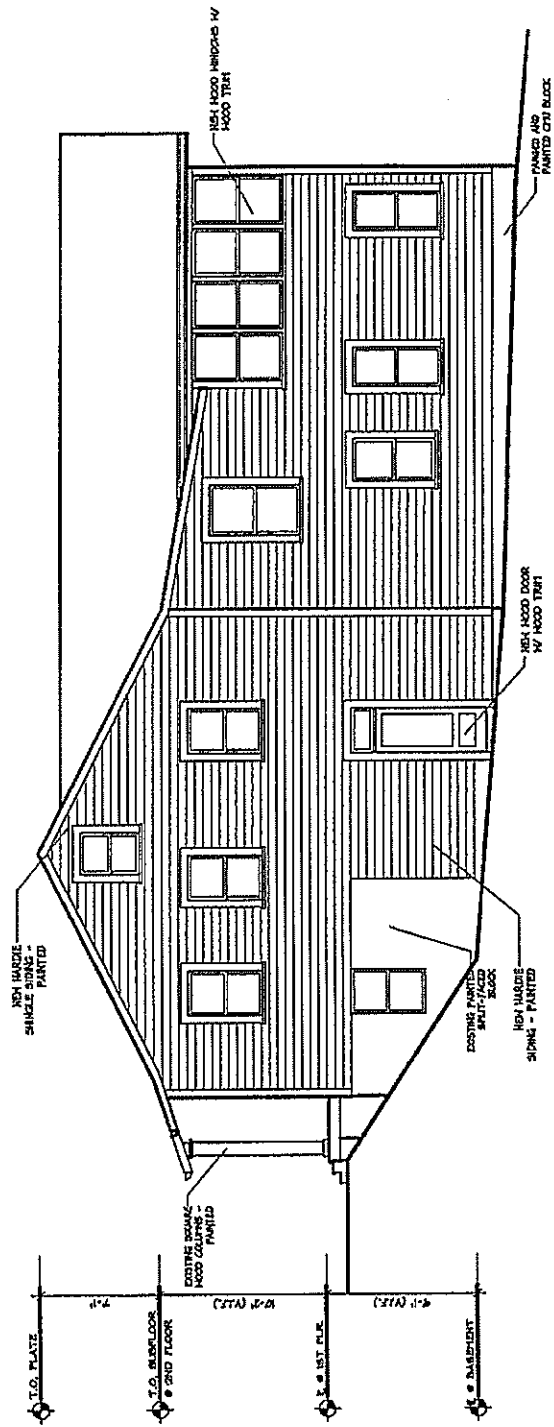 T.O. PLATE
7'-1"
T.O. SUBFLOOR
@ 2ND FLOOR
(V.I.F.)
@ 1ST FLR.
(V.I.F.)
@ BASEMENT
EXISTING SQUARE
WOOD COLUMNS -
PAINTED
NEW HARDIE
SHINGLE SIDING -
PAINTED
EXISTING PAINTED
SPLIT-FACED
BLOCK
NEW HARDIE
SIDING - PAINTED
NEW WOOD DOOR
W/ WOOD TRIM
NEW WOOD WINDOWS W/
WOOD TRIM
PARGED AND
PAINTED CMU BLOCK